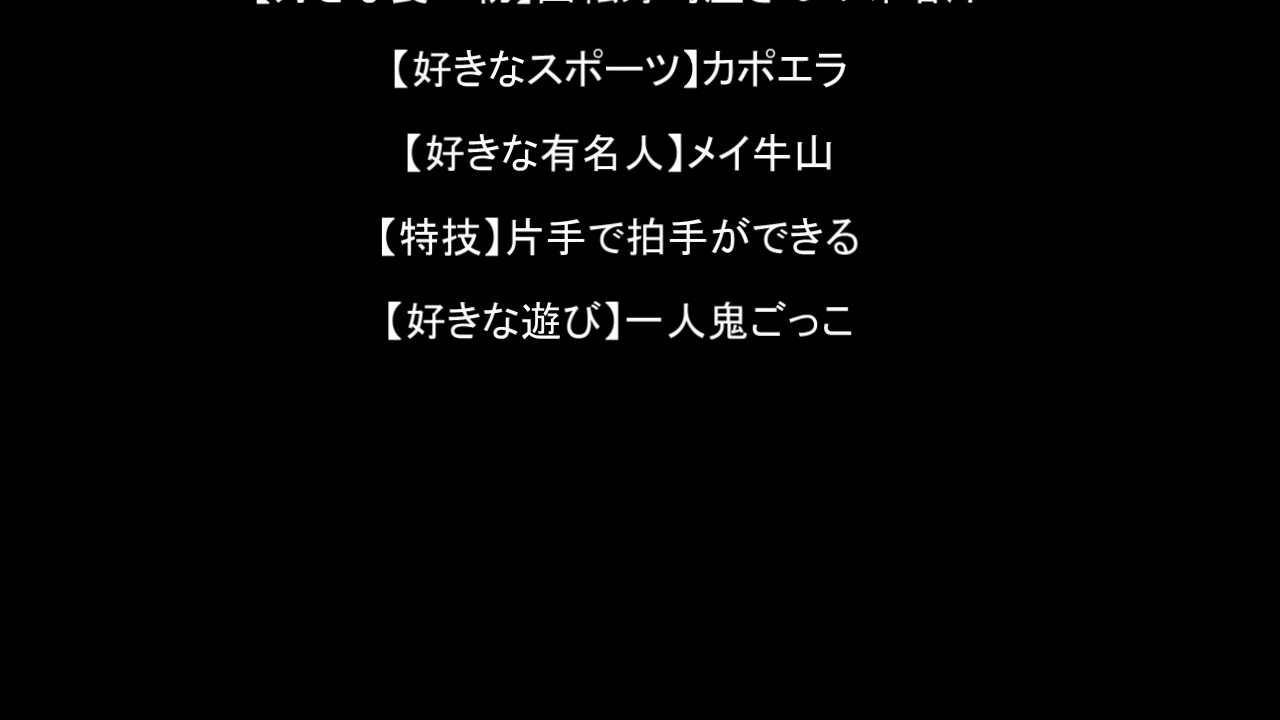 【好きなスポーツ】カポエラ
【好きな有名人】メイ牛山
【特技】片手で拍手ができる
【好きな遊び】一人鬼ごっこ